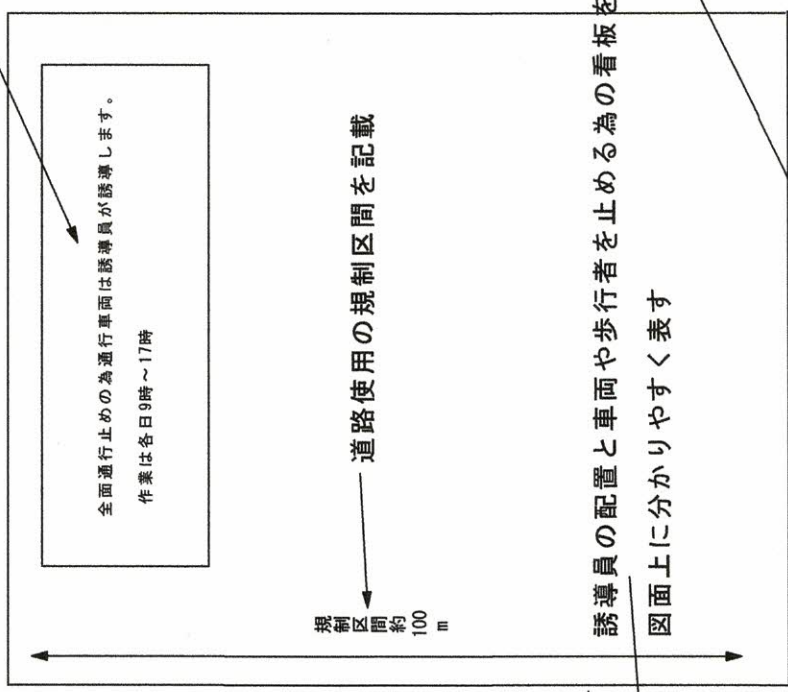 全面通行止めの為通行車両は誘導員が誘導します。
作業は各日9時～17時
道路使用の規制区間を記載
規制区間約100m
誘導員の配置と車両や歩行者を止める為の看板を
図面上に分かりやすく表す